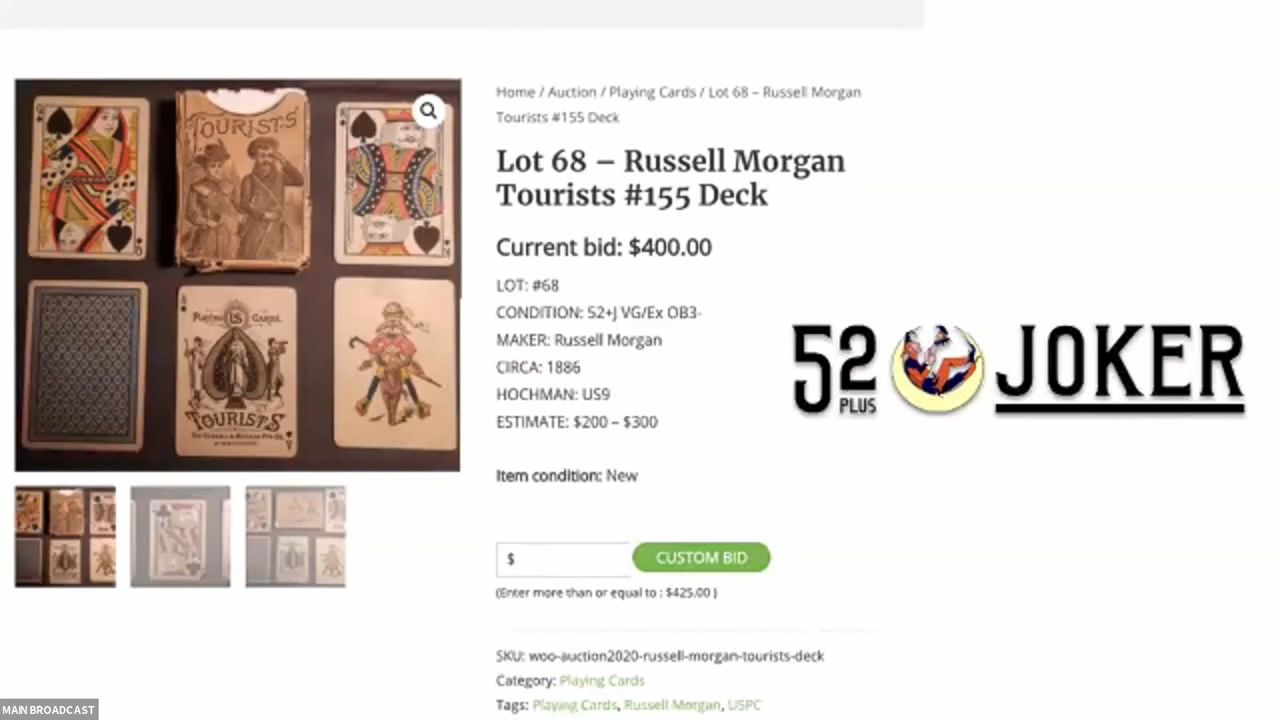 Home / Auction / Playing Cards / Lot 68 – Russell Morgan
Tourists #155 Deck
Lot 68 – Russell Morgan
Tourists #155 Deck
Current bid: $400.00
LOT: #68
CONDITION: 52+J VG/Ex OB3-
MAKER: Russell Morgan
CIRCA: 1886
HOCHMAN: US9
ESTIMATE: $200 – $300
Item condition: New
$
CUSTOM BID
(Enter more than or equal to : $425.00 )
SKU: woo-auction2020-russell-morgan-tourists-deck
Category: Playing Cards
Tags: Playing Cards, Russell Morgan, USPC
TOURISTS
PLAYING CARDS.
TOURISTS
52
PLUS
JOKER
MAIN BROADCAST